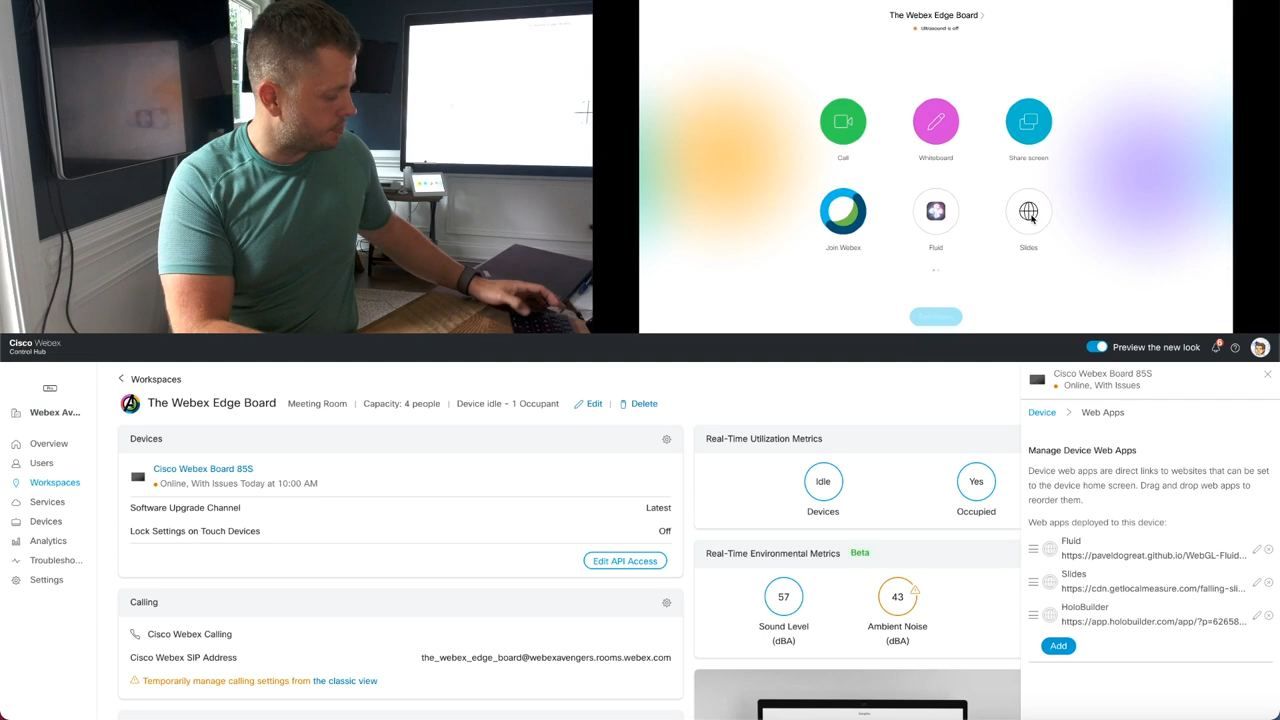 The Webex Edge Board
Ultrasound is off
Call
Whiteboard
Share screen
Join Webex
Fluid
Slides
Cisco Webex
Control Hub
Preview the new look
6
Webex Av...
Overview
Users
Workspaces
Services
Devices
Analytics
Troublesho...
Settings
Workspaces
The Webex Edge Board
Meeting Room | Capacity: 4 people | Device idle - 1 Occupant
Edit | Delete
Devices
Cisco Webex Board 85S
Online, With Issues Today at 10:00 AM
Software Upgrade Channel Latest
Lock Settings on Touch Devices Off
Edit API Access
Calling
Cisco Webex Calling
Cisco Webex SIP Address the_webex_edge_board@webexavengers.rooms.webex.com
Temporarily manage calling settings from the classic view
Real-Time Utilization Metrics
Idle
Devices
Yes
Occupied
Real-Time Environmental Metrics Beta
57
Sound Level
(dBA)
43
Ambient Noise
(dBA)
Cisco Webex Board 85S
Online, With Issues
Device > Web Apps
Manage Device Web Apps
Device web apps are direct links to websites that can be set
to the device home screen. Drag and drop web apps to
reorder them.
Web apps deployed to this device:
Fluid
https://paveldogreat.github.io/WebGL-Fluid...
Slides
https://cdn.getlocalmeasure.com/falling-sli...
HoloBuilder
https://app.holobuilder.com/app/?p=62658...
Add